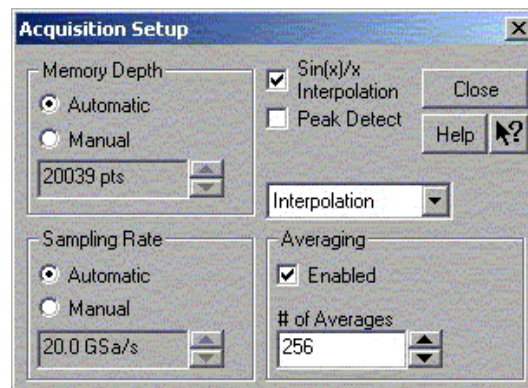 Acquisition Setup
Memory Depth
Automatic
Manual
20039 pts
Sin(x)/x
Interpolation
Peak Detect
Close
Help
Interpolation
Sampling Rate
Automatic
Manual
20.0 GSa/s
Averaging
Enabled
# of Averages
256